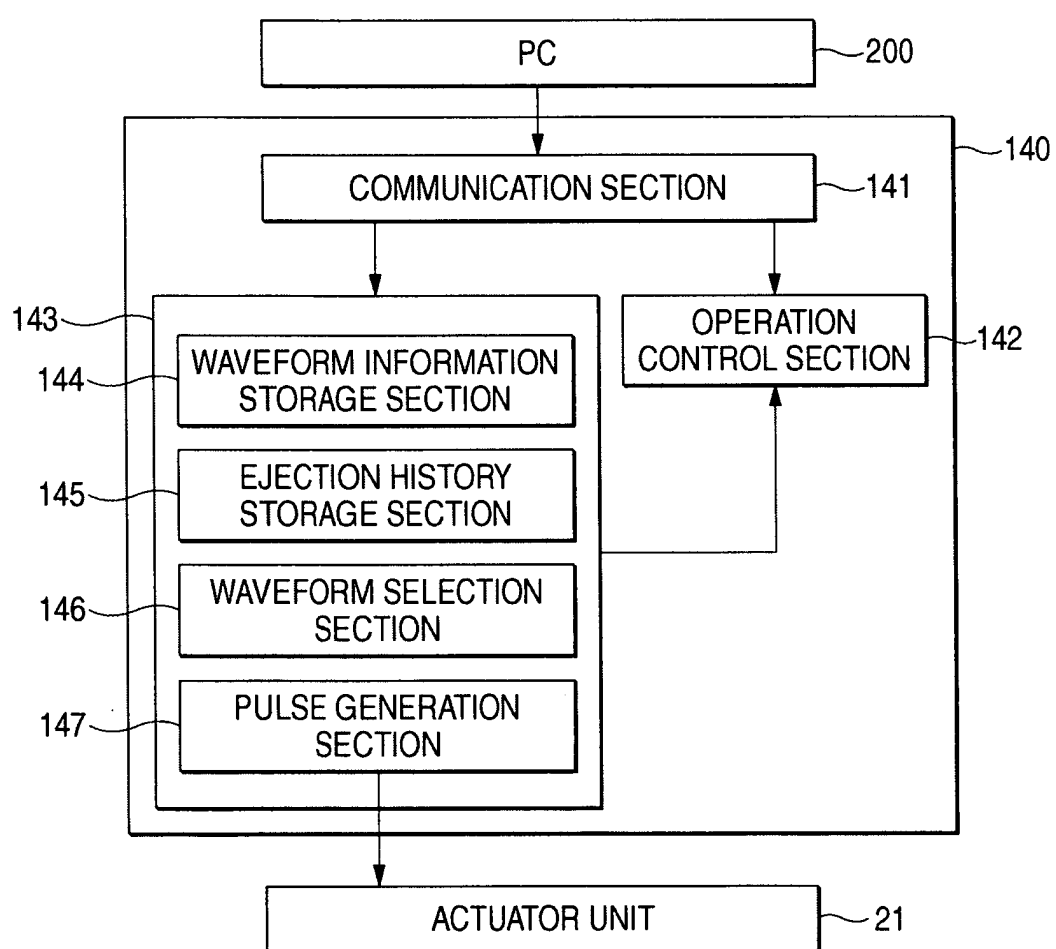 PC
200
140
COMMUNICATION SECTION
141
143
OPERATION
CONTROL SECTION
142
144
WAVEFORM INFORMATION
STORAGE SECTION
145
EJECTION HISTORY
STORAGE SECTION
146
WAVEFORM SELECTION
SECTION
147
PULSE GENERATION
SECTION
ACTUATOR UNIT
21